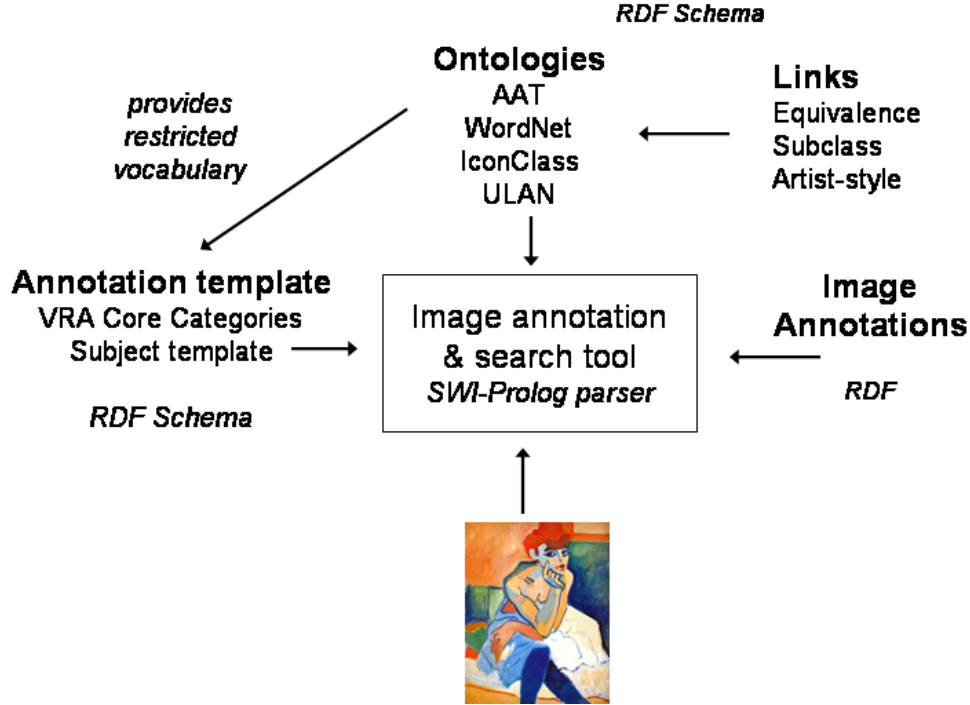 RDF Schema
Ontologies
AAT
WordNet
IconClass
ULAN
Links
Equivalence
Subclass
Artist-style
provides
restricted
vocabulary
Annotation template
VRA Core Categories
Subject template
RDF Schema
Image annotation
& search tool
SWI-Prolog parser
Image
Annotations
RDF